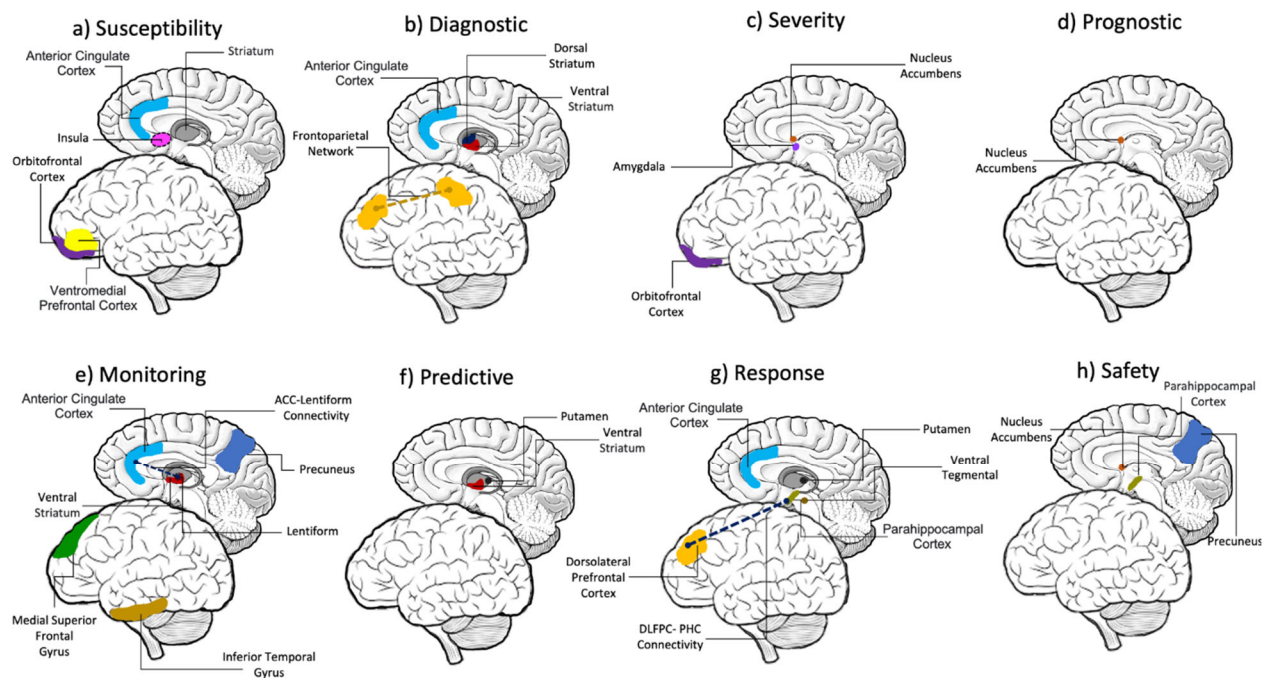 a) Susceptibility
Striatum
Anterior Cingulate
Cortex
Insula
Orbitofrontal
Cortex
Ventromedial
Prefrontal Cortex
b) Diagnostic
Dorsal
Striatum
Anterior Cingulate
Cortex
Ventral
Striatum
Frontoparietal
Network
c) Severity
Nucleus
Accumbens
Amygdala
Orbitofrontal
Cortex
d) Prognostic
Nucleus
Accumbens
e) Monitoring
Anterior Cingulate
Cortex
ACC-Lentiform
Connectivity
Precuneus
Ventral
Striatum
Lentiform
Medial Superior
Frontal
Gyrus
Inferior Temporal
Gyrus
f) Predictive
Putamen
Ventral
Striatum
g) Response
Anterior Cingulate
Cortex
Putamen
Ventral
Tegmental
Parahippocampal
Cortex
Dorsolateral
Prefrontal
Cortex
DLFPC- PHC
Connectivity
h) Safety
Parahippocampal
Cortex
Nucleus
Accumbens
Precuneus